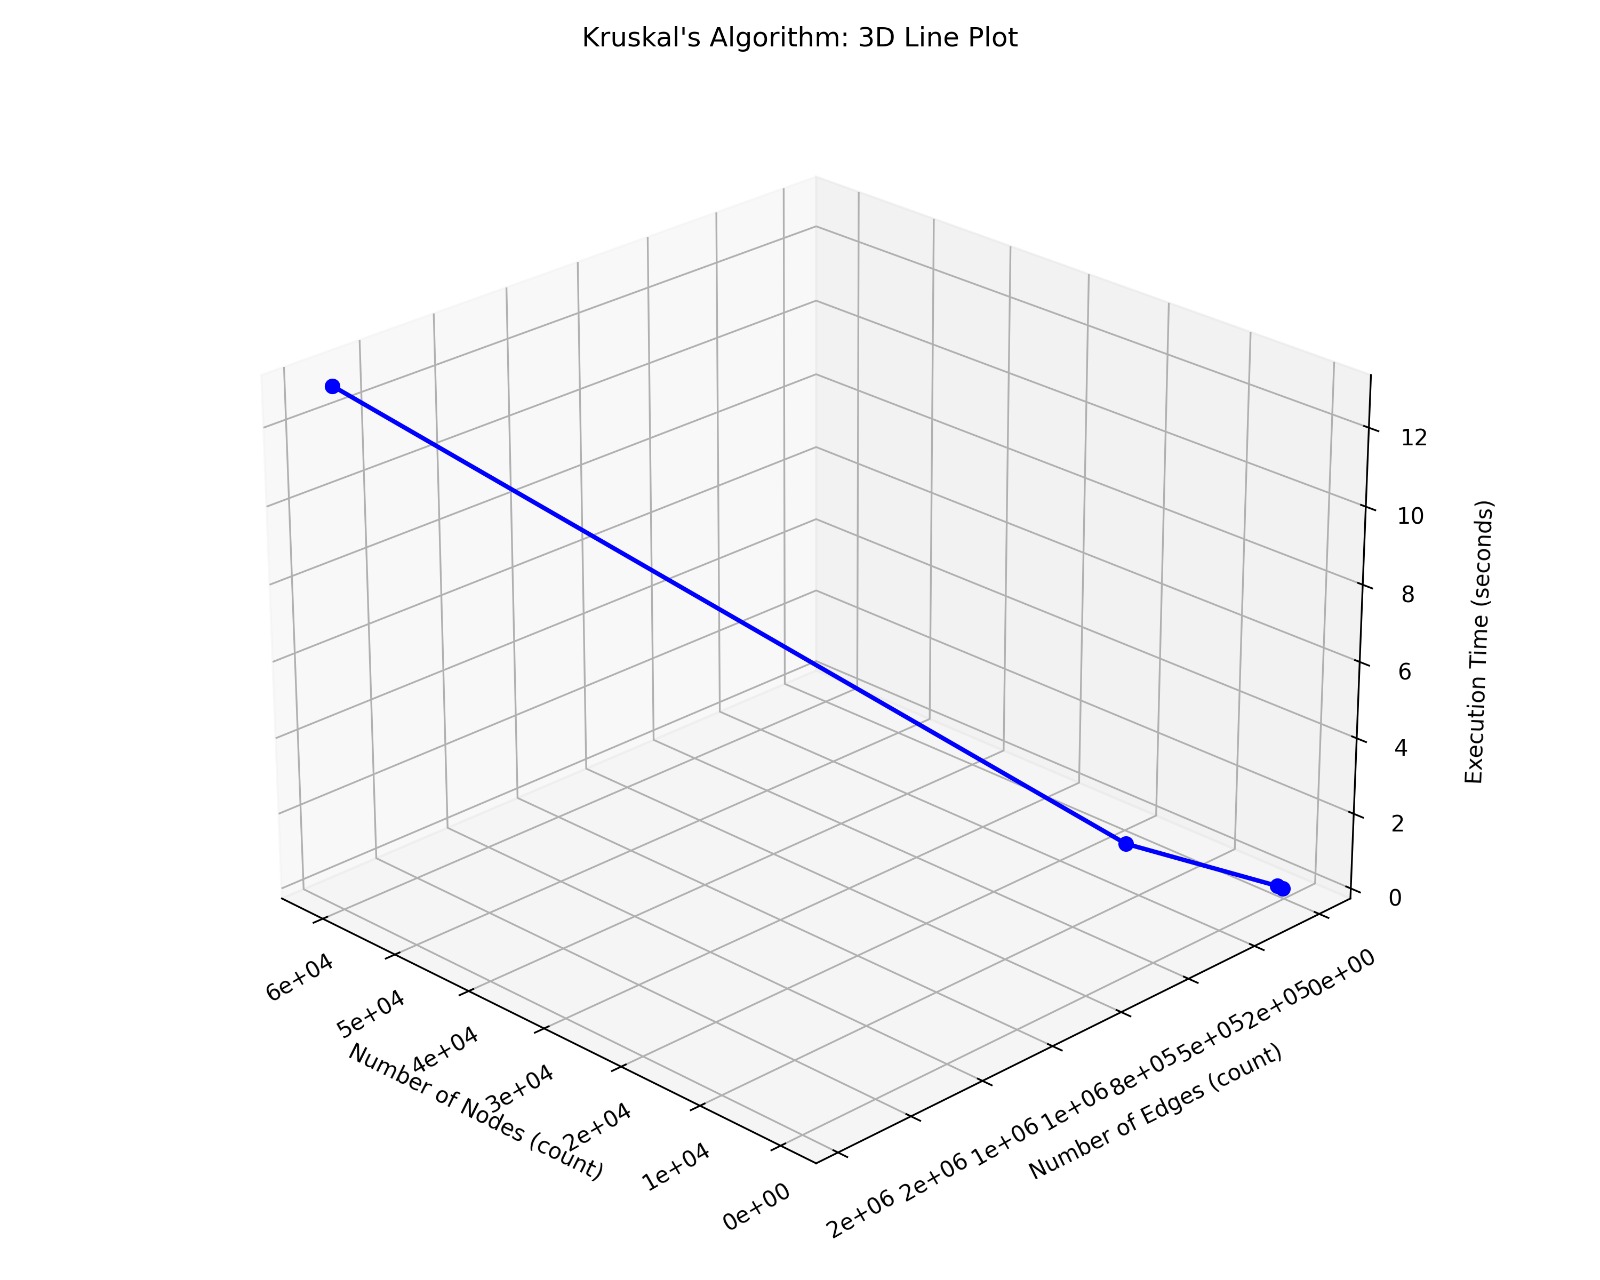 Kruskal's Algorithm: 3D Line Plot
12
10
8
6
4
2
0
Execution Time (seconds)
6e+04
5e+04
4e+04
3e+04
2e+04
1e+04
0e+00
Number of Nodes (count)
2e+06
2e+06
1e+06
1e+06
8e+05
5e+05
2e+05
0e+00
Number of Edges (count)